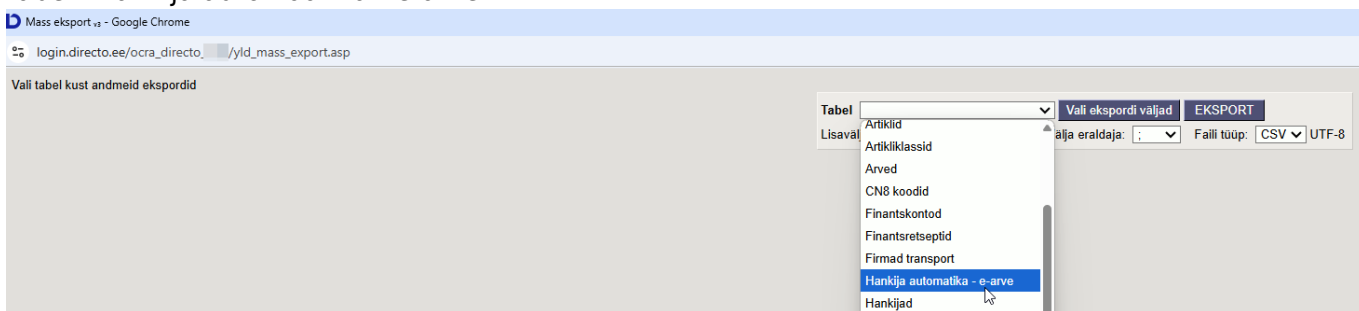 Mass eksport v3 - Google Chrome
login.directo.ee/ocra_directo_ /yld_mass_export.asp
Vali tabel kust andmeid ekspordid
Tabel Vali ekspordi väljad EKSPORT
älja eraldaja: ; Faili tüüp: CSV UTF-8
Artiklid
Artikliklassid
Arved
CN8 koodid
Finantskontod
Finantsretseptid
Firmad transport
Hankija automatika - e-arve
Hankijad